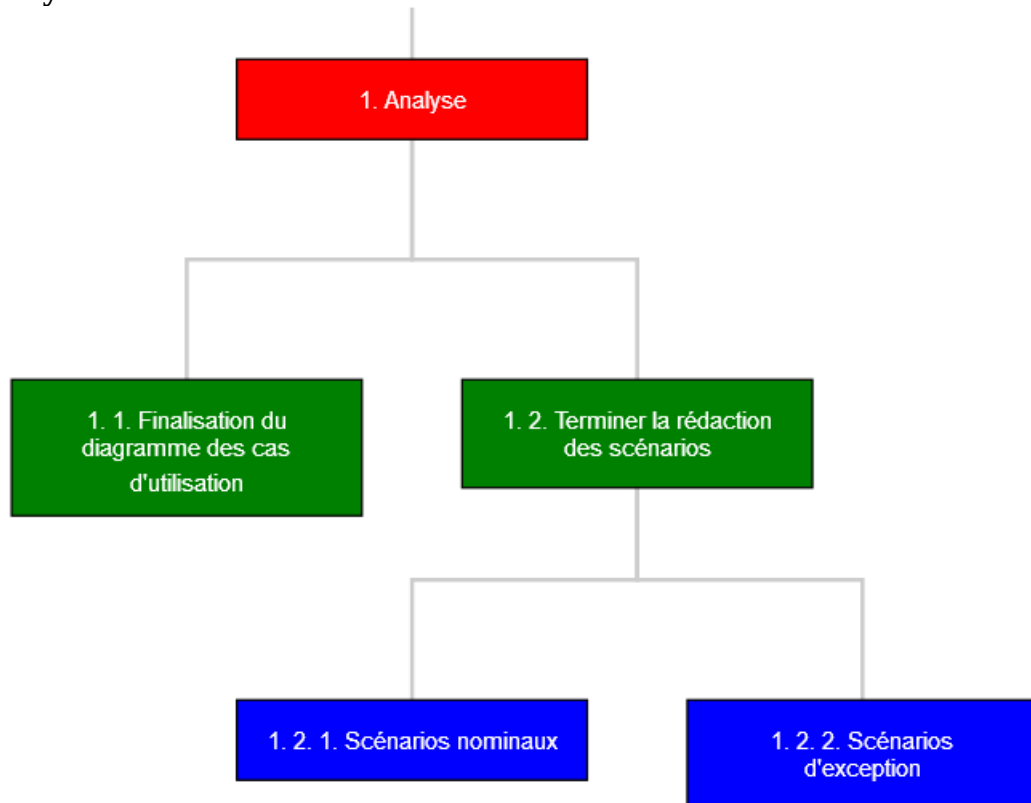 1. Analyse
1. 1. Finalisation du
diagramme des cas
d'utilisation
1. 2. Terminer la rédaction
des scénarios
1. 2. 1. Scénarios nominaux
1. 2. 2. Scénarios
d'exception